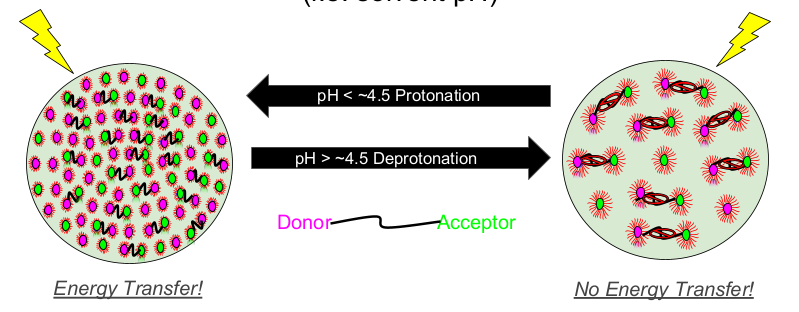 pH < ~4.5 Protonation
pH > ~4.5 Deprotonation
Donor Acceptor
Energy Transfer!
No Energy Transfer!